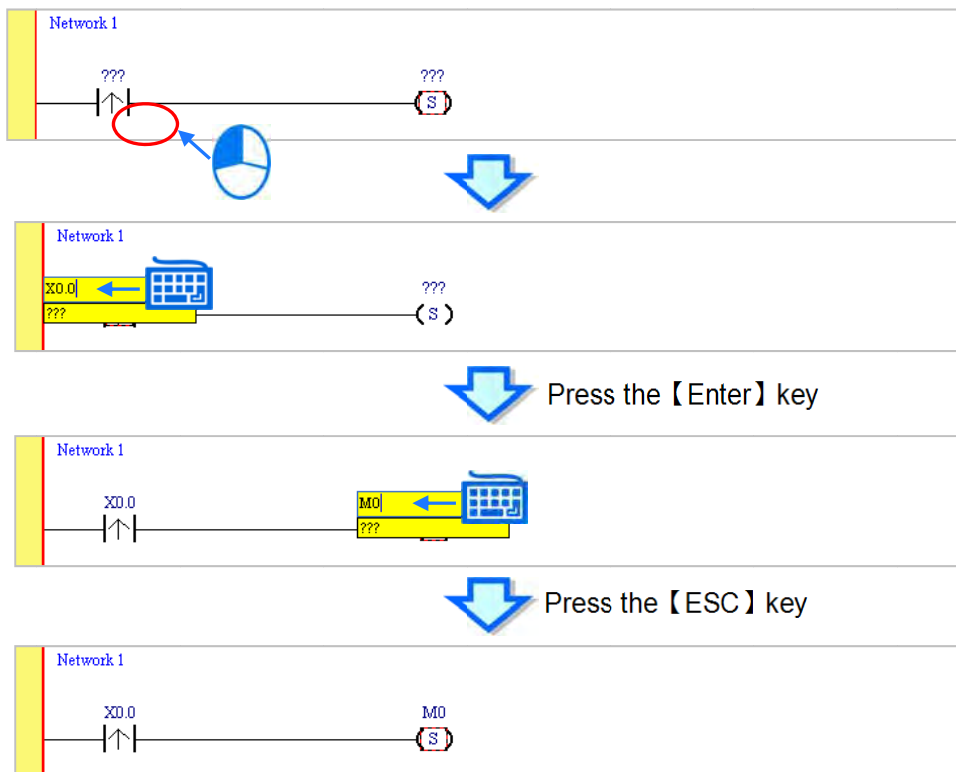 Network 1
??? ???
S
Network 1
X0.0
???
???
S
Press the【Enter】key
Network 1
X0.0
M0
???
Press the【ESC】key
Network 1
X0.0 M0
S